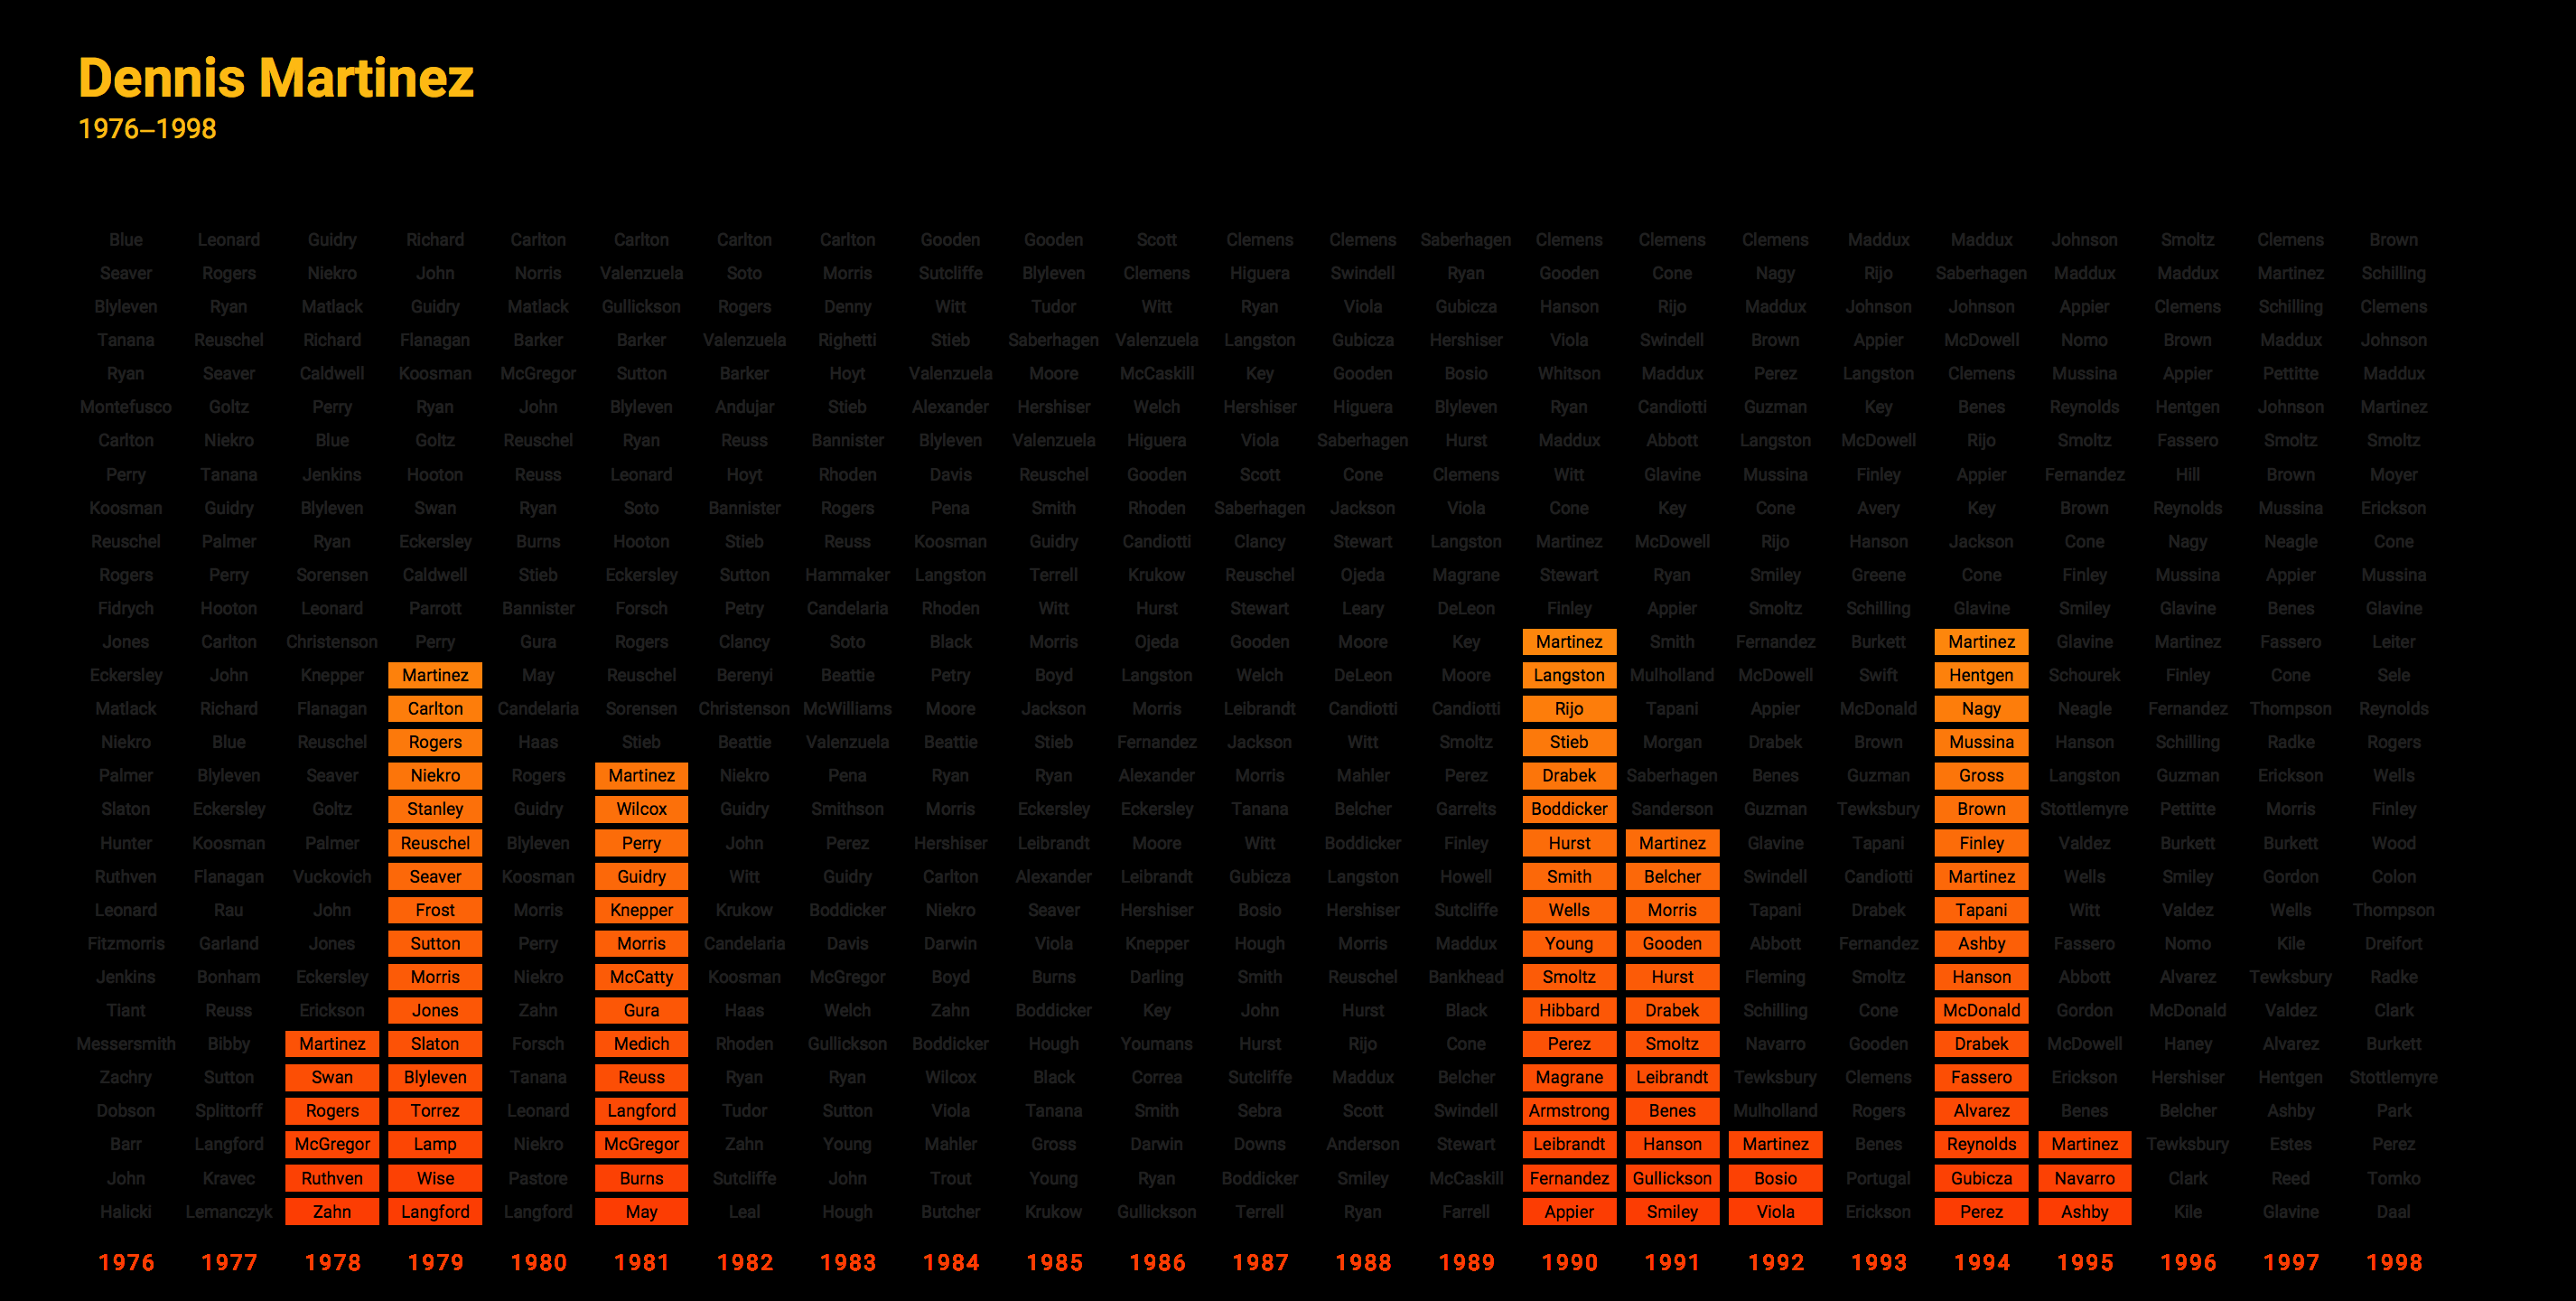 Dennis Martinez
1976–1998
Blue Leonard Guidry Richard Carlton Carlton Carlton Carlton Gooden Gooden Scott Clemens Clemens Saberhagen Clemens Clemens Clemens Maddux Maddux Johnson Smoltz Clemens Brown
Seaver Rogers Niekro John Norris Valenzuela Soto Morris Sutcliffe Blyleven Clemens Higuera Swindell Ryan Gooden Cone Nagy Rijo Saberhagen Maddux Maddux Martinez Schilling
Blyleven Ryan Matlack Guidry Matlack Gullickson Rogers Denny Witt Tudor Witt Ryan Viola Gubicza Hanson Rijo Maddux Johnson Johnson Appier Clemens Schilling Clemens
Tanana Reuschel Richard Flanagan Barker Barker Valenzuela Righetti Stieb Saberhagen Valenzuela Langston Gubicza Hershiser Viola Swindell Brown Appier McDowell Nomo Brown Maddux Johnson
Ryan Seaver Caldwell Koosman McGregor Sutton Barker Hoyt Valenzuela Moore McCaskill Key Gooden Bosio Whitson Maddux Perez Langston Clemens Mussina Appier Pettitte Maddux
Montefusco Goltz Perry Ryan John Blyleven Andujar Stieb Alexander Hershiser Welch Hershiser Higuera Blyleven Ryan Candiotti Guzman Key Benes Reynolds Hentgen Johnson Martinez
Carlton Niekro Blue Goltz Reuschel Ryan Reuss Bannister Blyleven Valenzuela Higuera Viola Saberhagen Hurst Maddux Abbott Langston McDowell Rijo Smoltz Fassero Smoltz Smoltz
Perry Tanana Jenkins Hooton Reuss Leonard Hoyt Rhoden Davis Reuschel Gooden Scott Cone Clemens Witt Glavine Mussina Finley Appier Fernandez Hill Brown Moyer
Koosman Guidry Blyleven Swan Ryan Soto Bannister Rogers Pena Smith Rhoden Saberhagen Jackson Viola Cone Key Cone Avery Key Brown Reynolds Mussina Erickson
Reuschel Palmer Ryan Eckersley Burns Hooton Stieb Reuss Koosman Guidry Candiotti Clancy Stewart Langston Martinez McDowell Rijo Hanson Jackson Cone Nagy Neagle Cone
Rogers Perry Sorensen Caldwell Stieb Eckersley Sutton Hammaker Langston Terrell Krukow Reuschel Ojeda Magrane Stewart Ryan Smiley Greene Cone Finley Mussina Appier Mussina
Fidrych Hooton Leonard Parrott Bannister Forsch Petry Candelaria Rhoden Witt Hurst Stewart Leary DeLeon Finley Appier Smoltz Schilling Glavine Smiley Glavine Benes Glavine
Jones Carlton Christenson Perry Gura Rogers Clancy Soto Black Morris Ojeda Gooden Moore Key Martinez Smith Fernandez Burkett Martinez Glavine Martinez Fassero Leiter
Eckersley John Knepper Martinez May Reuschel Berenyi Beattie Petry Boyd Langston Welch DeLeon Moore Langston Mulholland McDowell Swift Hentgen Schourek Finley Cone Sele
Matlack Richard Flanagan Carlton Candelaria Sorensen Christenson McWilliams Moore Jackson Morris Leibrandt Candiotti Candiotti Rijo Tapani Appier McDonald Nagy Neagle Fernandez Thompson Reynolds
Niekro Blue Reuschel Rogers Haas Stieb Beattie Valenzuela Beattie Stieb Fernandez Jackson Witt Smoltz Stieb Morgan Drabek Brown Mussina Hanson Schilling Radke Rogers
Palmer Blyleven Seaver Niekro Rogers Martinez Niekro Pena Ryan Ryan Alexander Morris Mahler Perez Drabek Saberhagen Benes Guzman Gross Langston Guzman Erickson Wells
Slaton Eckersley Goltz Stanley Guidry Wilcox Guidry Smithson Morris Eckersley Eckersley Tanana Belcher Garrelts Boddicker Sanderson Guzman Tewksbury Brown Stottlemyre Pettitte Morris Finley
Hunter Koosman Palmer Reuschel Blyleven Perry John Perez Hershiser Leibrandt Moore Witt Boddicker Finley Hurst Martinez Glavine Tapani Finley Valdez Burkett Burkett Wood
Ruthven Flanagan Vuckovich Seaver Koosman Guidry Witt Guidry Carlton Alexander Leibrandt Gubicza Langston Howell Smith Belcher Swindell Candiotti Martinez Wells Smiley Gordon Colon
Leonard Rau John Frost Morris Knepper Krukow Boddicker Niekro Seaver Hershiser Bosio Hershiser Sutcliffe Wells Morris Tapani Drabek Tapani Witt Valdez Wells Thompson
Fitzmorris Garland Jones Sutton Perry Morris Candelaria Davis Darwin Viola Knepper Hough Morris Maddux Young Gooden Abbott Fernandez Ashby Fassero Nomo Kile Dreifort
Jenkins Bonham Eckersley Morris Niekro McCatty Koosman McGregor Boyd Burns Darling Smith Reuschel Bankhead Smoltz Hurst Fleming Smoltz Hanson Abbott Alvarez Tewksbury Radke
Tiant Reuss Erickson Jones Zahn Gura Haas Welch Zahn Boddicker Key John Hurst Black Hibbard Drabek Schilling Cone McDonald Gordon McDonald Valdez Clark
Messersmith Bibby Martinez Slaton Forsch Medich Rhoden Gullickson Boddicker Hough Youmans Hurst Rijo Cone Perez Smoltz Navarro Gooden Drabek McDowell Haney Alvarez Burkett
Zachry Sutton Swan Blyleven Tanana Reuss Ryan Ryan Wilcox Black Correa Sutcliffe Maddux Belcher Magrane Leibrandt Tewksbury Clemens Fassero Erickson Hershiser Hentgen Stottlemyre
Dobson Splittorff Rogers Torrez Leonard Langford Tudor Sutton Viola Tanana Smith Sebra Scott Swindell Armstrong Benes Mulholland Rogers Alvarez Benes Belcher Ashby Park
Barr Langford McGregor Lamp Niekro McGregor Zahn Young Mahler Gross Darwin Downs Anderson Stewart Leibrandt Hanson Martinez Benes Reynolds Martinez Tewksbury Estes Perez
John Kravec Ruthven Wise Pastore Burns Sutcliffe John Trout Young Ryan Boddicker Smiley McCaskill Fernandez Gullickson Bosio Portugal Gubicza Navarro Clark Reed Tomko
Halicki Lemanczyk Zahn Langford Langford May Leal Hough Butcher Krukow Gullickson Terrell Ryan Farrell Appier Smiley Viola Erickson Perez Ashby Kile Glavine Daal
1976 1977 1978 1979 1980 1981 1982 1983 1984 1985 1986 1987 1988 1989 1990 1991 1992 1993 1994 1995 1996 1997 1998